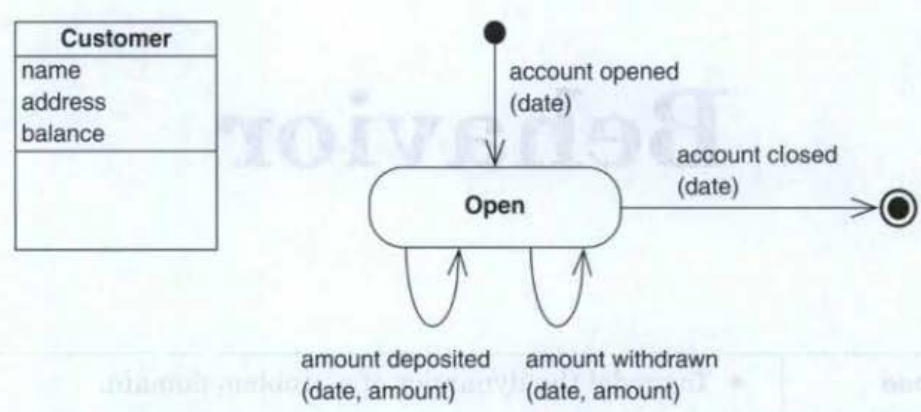 Customer
name
address
balance
account opened
(date)
Behavior
account closed
(date)
Open
amount deposited
(date, amount)
amount withdrawn
(date, amount)